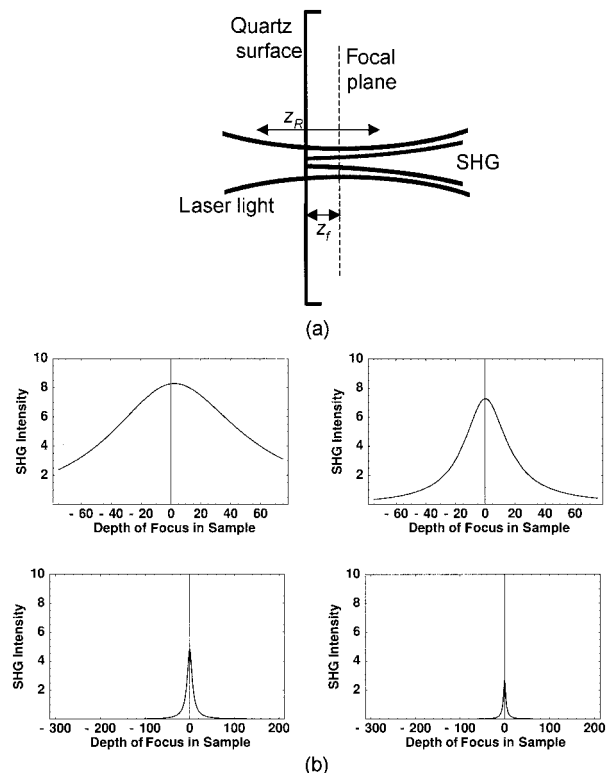 Quartz
surface
Focal
plane
z_R
SHG
Laser light
z_f
(a)
10
8
6
4
2
SHG Intensity
- 60 - 40 - 20 0 20 40 60
Depth of Focus in Sample
10
8
6
4
2
SHG Intensity
- 60 - 40 - 20 0 20 40 60
Depth of Focus in Sample
10
8
6
4
2
SHG Intensity
- 300 - 200 - 100 0 100 200
Depth of Focus in Sample
10
8
6
4
2
SHG Intensity
- 300 - 200 - 100 0 100 200
Depth of Focus in Sample
(b)